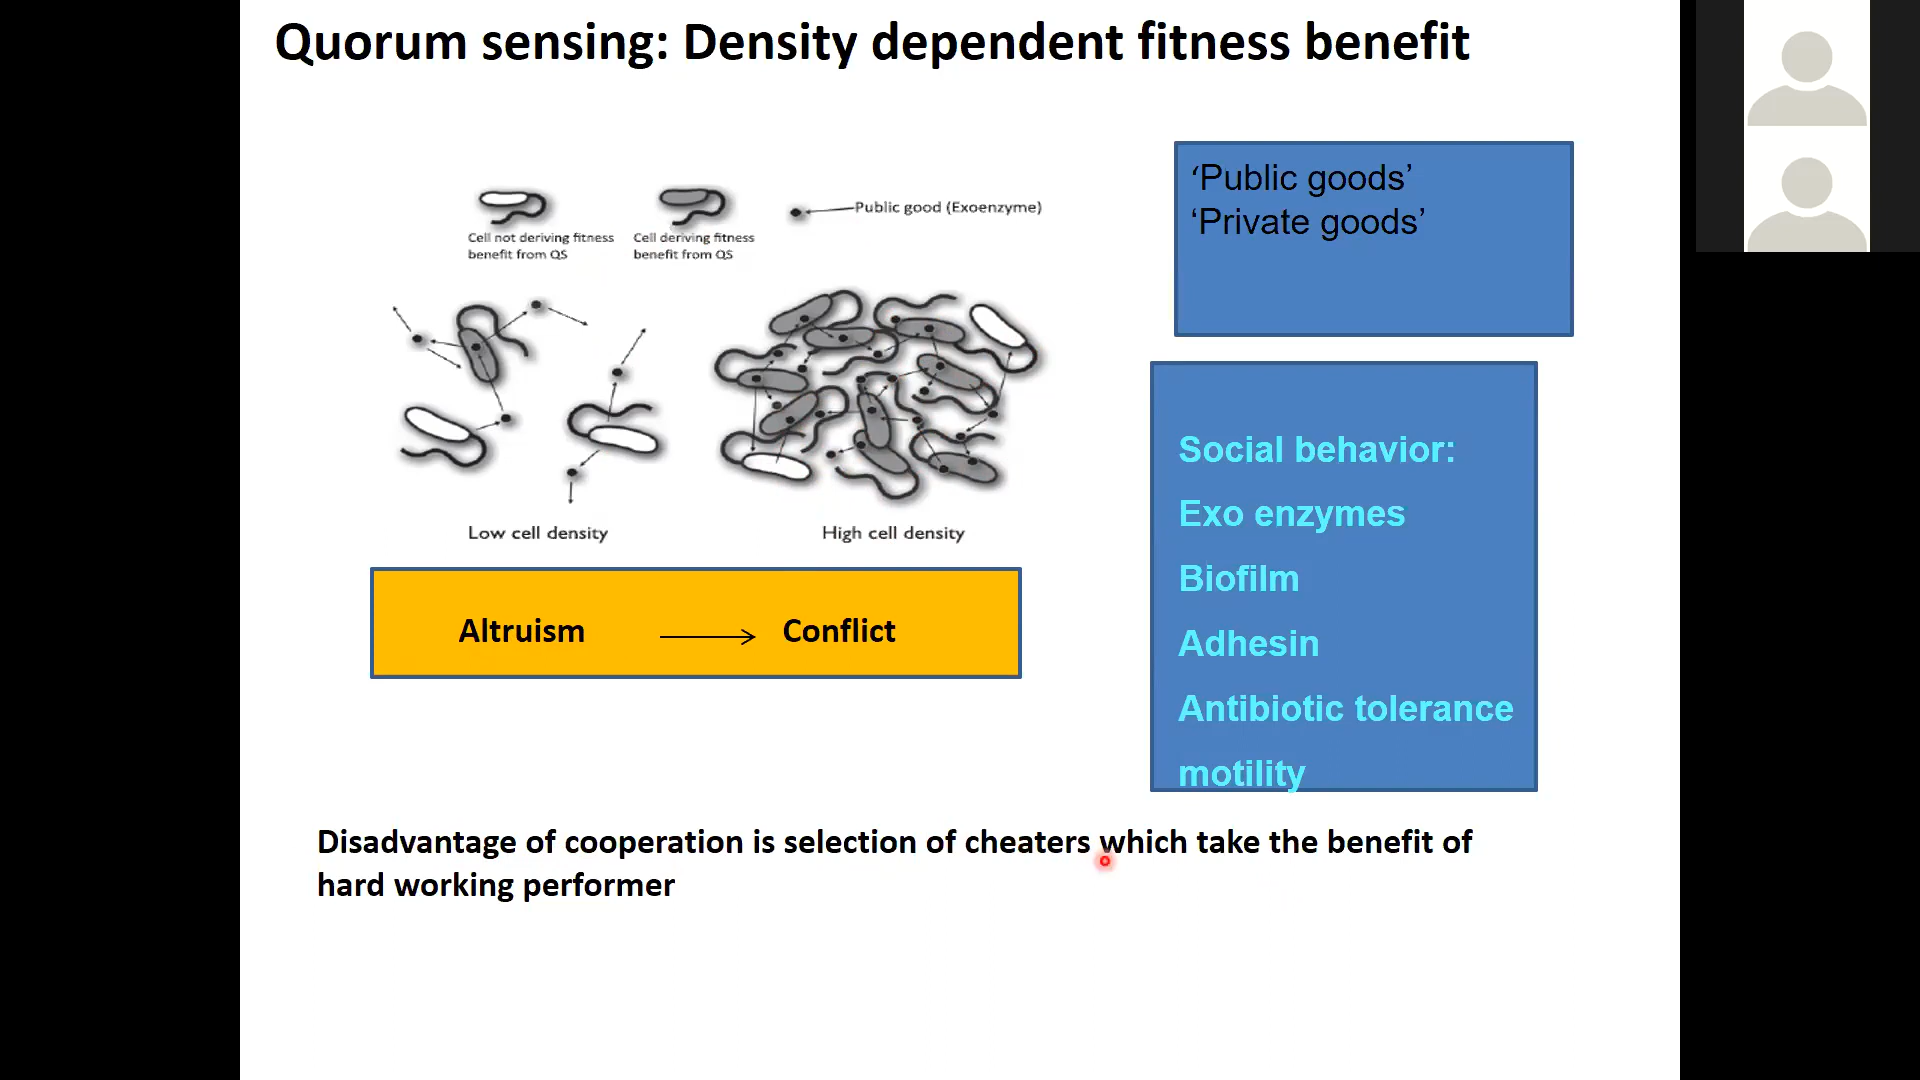 Quorum sensing: Density dependent fitness benefit
Cell not deriving fitness
benefit from QS
Cell deriving fitness
benefit from QS
Public good (Exoenzyme)
Low cell density
High cell density
‘Public goods’
‘Private goods’
Social behavior:
Exo enzymes
Biofilm
Adhesin
Antibiotic tolerance
motility
Altruism
Conflict
Disadvantage of cooperation is selection of cheaters which take the benefit of
hard working performer